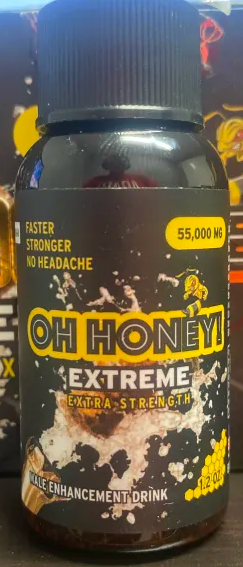 FASTER
STRONGER
NO HEADACHE
55,000 MG
OH HONEY!
EXTREME
EXTRA STRENGTH
MALE ENHANCEMENT DRINK
1.2 OZ